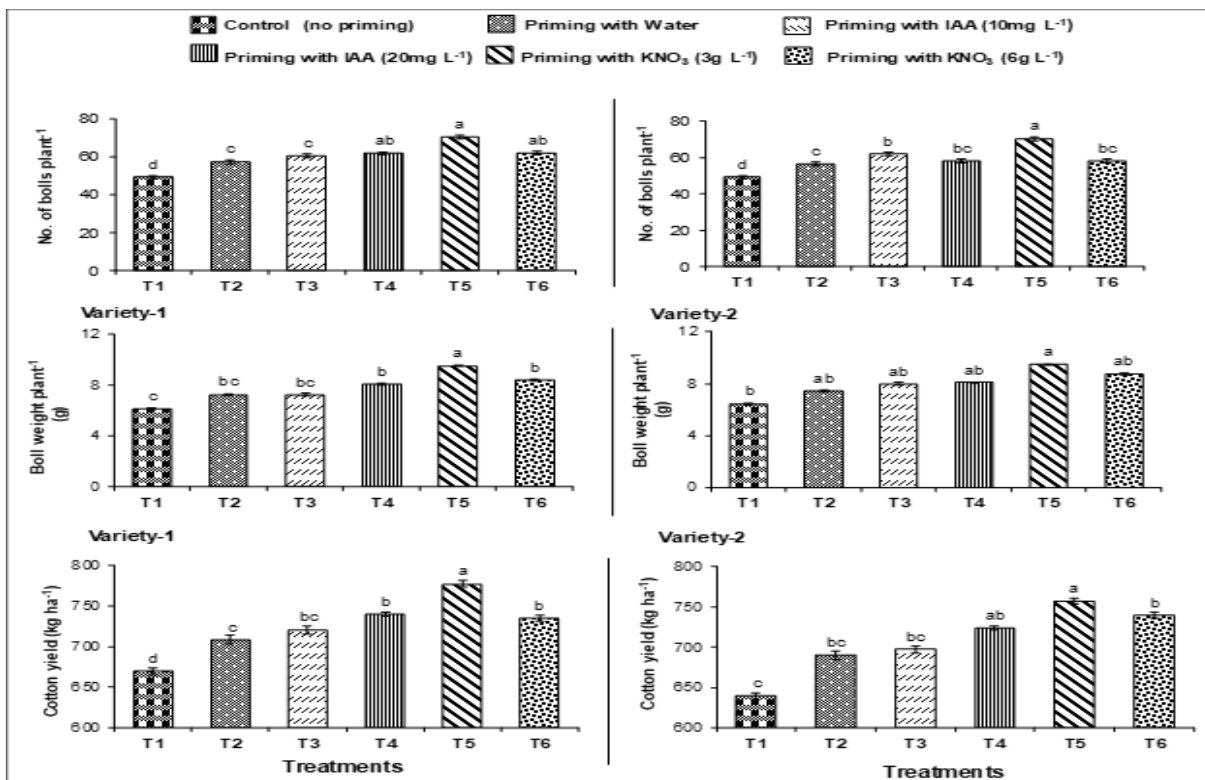 Control (no priming) Priming with Water Priming with IAA (10mg L⁻¹)
Priming with IAA (20mg L⁻¹) Priming with KNO₃ (3g L⁻¹) Priming with KNO₃ (6g L⁻¹)
No. of bolls plant⁻¹
80
60
40
20
0
d c c ab a ab
T1 T2 T3 T4 T5 T6
No. of bolls plant⁻¹
80
60
40
20
0
d c b bc a bc
T1 T2 T3 T4 T5 T6
Variety-1
Boll weight plant⁻¹
(g)
12
8
4
0
c bc bc b a b
T1 T2 T3 T4 T5 T6
Variety-2
Boll weight plant⁻¹
(g)
12
8
4
0
b ab ab ab a ab
T1 T2 T3 T4 T5 T6
Variety-1
Cotton yield (kg ha⁻¹)
800
750
700
650
600
d c bc b a b
T1 T2 T3 T4 T5 T6
Treatments
Variety-2
Cotton yield (kg ha⁻¹)
800
750
700
650
600
c bc bc ab a b
T1 T2 T3 T4 T5 T6
Treatments